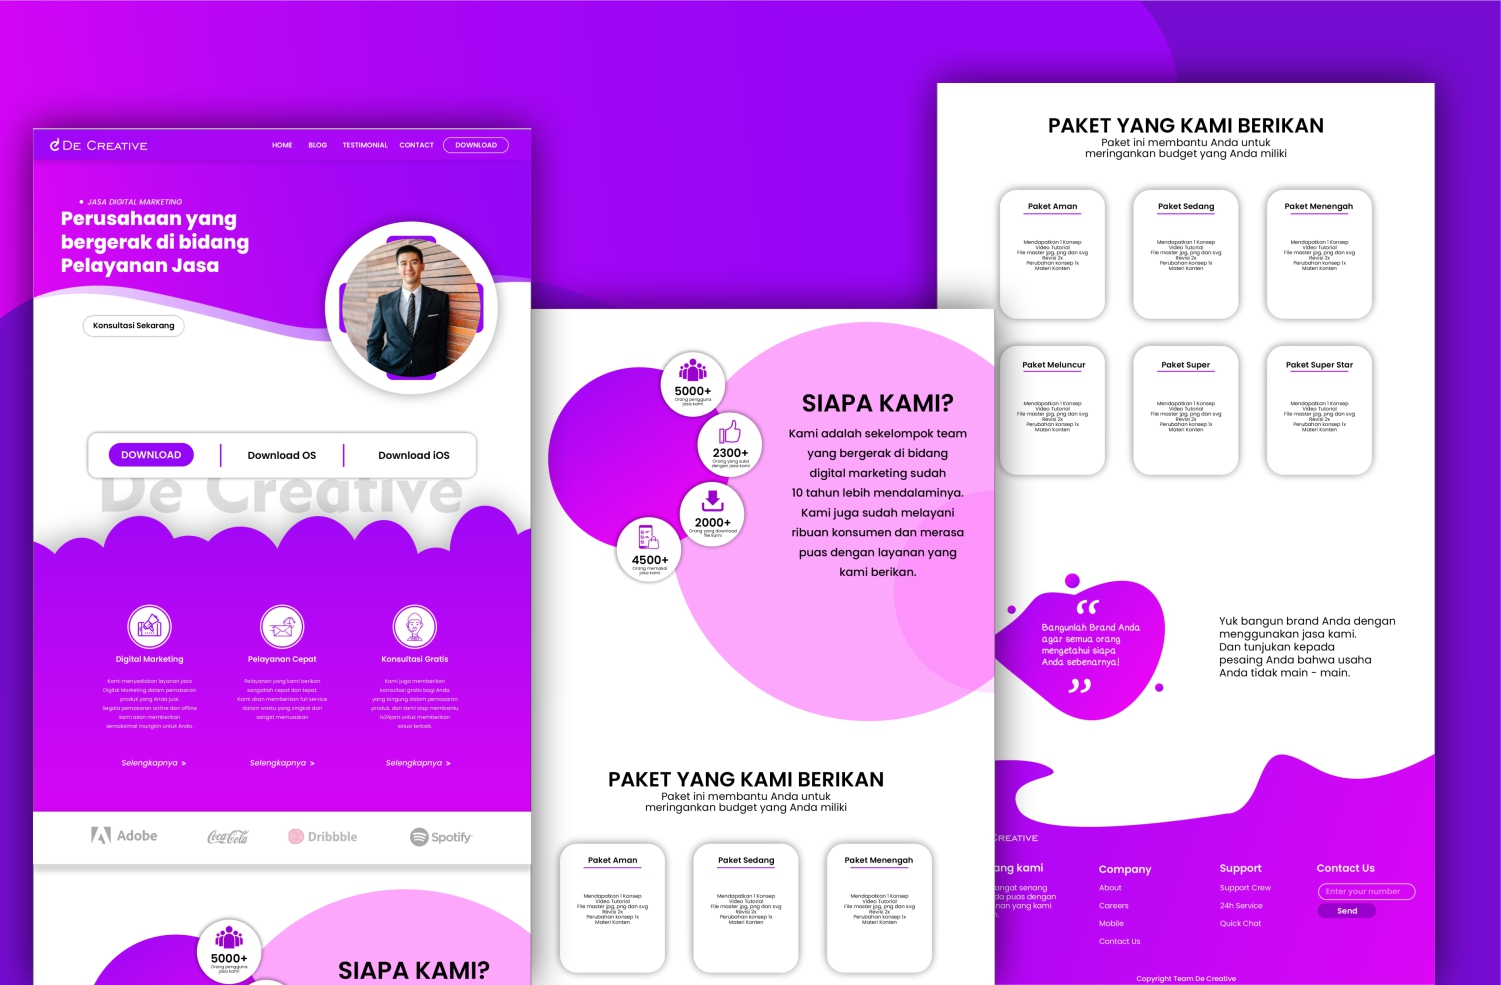 De Creative
HOME BLOG TESTIMONIAL CONTACT DOWNLOAD
JASA DIGITAL MARKETING
Perusahaan yang
bergerak di bidang
Pelayanan Jasa
Konsultasi Sekarang
DOWNLOAD Download OS Download iOS
De Creative
Digital Marketing
Kami menyediakan layanan jasa
Digital Marketing dalam pemasaran
produk yang Anda jual.
Segala pemasaran online dan offline
kami akan memberikan
semaksimal mungkin untuk Anda.
Selengkapnya >
Pelayanan Cepat
Pelayanan yang kami berikan
sangatlah cepat dan tepat.
Kami akan memberikan full service
dalam waktu yang singkat dan
sangat memuaskan
Selengkapnya >
Konsultasi Gratis
Kami juga memberikan
konsultasi gratis bagi Anda
yang bingung dalam pemasaran
produk, dan kami siap membantu
1x24jam untuk memberikan
solusi terbaik.
Selengkapnya >
Adobe Coca-Cola Dribbble Spotify
5000+
Orang pengguna
jasa kami
SIAPA KAMI?
5000+
Orang pengguna
jasa kami
2300+
Orang yang suka
dengan jasa kami
2000+
Orang yang download
file kami
4500+
Orang memakai
jasa kami
SIAPA KAMI?
Kami adalah sekelompok team
yang bergerak di bidang
digital marketing sudah
10 tahun lebih mendalaminya.
Kami juga sudah melayani
ribuan konsumen dan merasa
puas dengan layanan yang
kami berikan.
PAKET YANG KAMI BERIKAN
Paket ini membantu Anda untuk
meringankan budget yang Anda miliki
Paket Aman
Mendapatkan 1 Konsep
Video Tutorial
File master jpg, png dan svg
Revisi 2x
Perubahan konsep 1x
Materi Konten
Paket Sedang
Mendapatkan 1 Konsep
Video Tutorial
File master jpg, png dan svg
Revisi 2x
Perubahan konsep 1x
Materi Konten
Paket Menengah
Mendapatkan 1 Konsep
Video Tutorial
File master jpg, png dan svg
Revisi 2x
Perubahan konsep 1x
Materi Konten
PAKET YANG KAMI BERIKAN
Paket ini membantu Anda untuk
meringankan budget yang Anda miliki
Paket Aman
Mendapatkan 1 Konsep
Video Tutorial
File master jpg, png dan svg
Revisi 2x
Perubahan konsep 1x
Materi Konten
Paket Sedang
Mendapatkan 1 Konsep
Video Tutorial
File master jpg, png dan svg
Revisi 2x
Perubahan konsep 1x
Materi Konten
Paket Menengah
Mendapatkan 1 Konsep
Video Tutorial
File master jpg, png dan svg
Revisi 2x
Perubahan konsep 1x
Materi Konten
Paket Meluncur
Mendapatkan 1 Konsep
Video Tutorial
File master jpg, png dan svg
Revisi 2x
Perubahan konsep 1x
Materi Konten
Paket Super
Mendapatkan 1 Konsep
Video Tutorial
File master jpg, png dan svg
Revisi 2x
Perubahan konsep 1x
Materi Konten
Paket Super Star
Mendapatkan 1 Konsep
Video Tutorial
File master jpg, png dan svg
Revisi 2x
Perubahan konsep 1x
Materi Konten
“
Bangunlah Brand Anda
agar semua orang
mengetahui siapa
Anda sebenarnya!
”
Yuk bangun brand Anda dengan
menggunakan jasa kami.
Dan tunjukan kepada
pesaing Anda bahwa usaha
Anda tidak main - main.
Creative
ang kami
angat senang
da puas dengan
nan yang kami
n.
Company
About
Careers
Mobile
Contact Us
Support
Support Crew
24h Service
Quick Chat
Contact Us
Enter your number
Send
Copyright Team De Creative